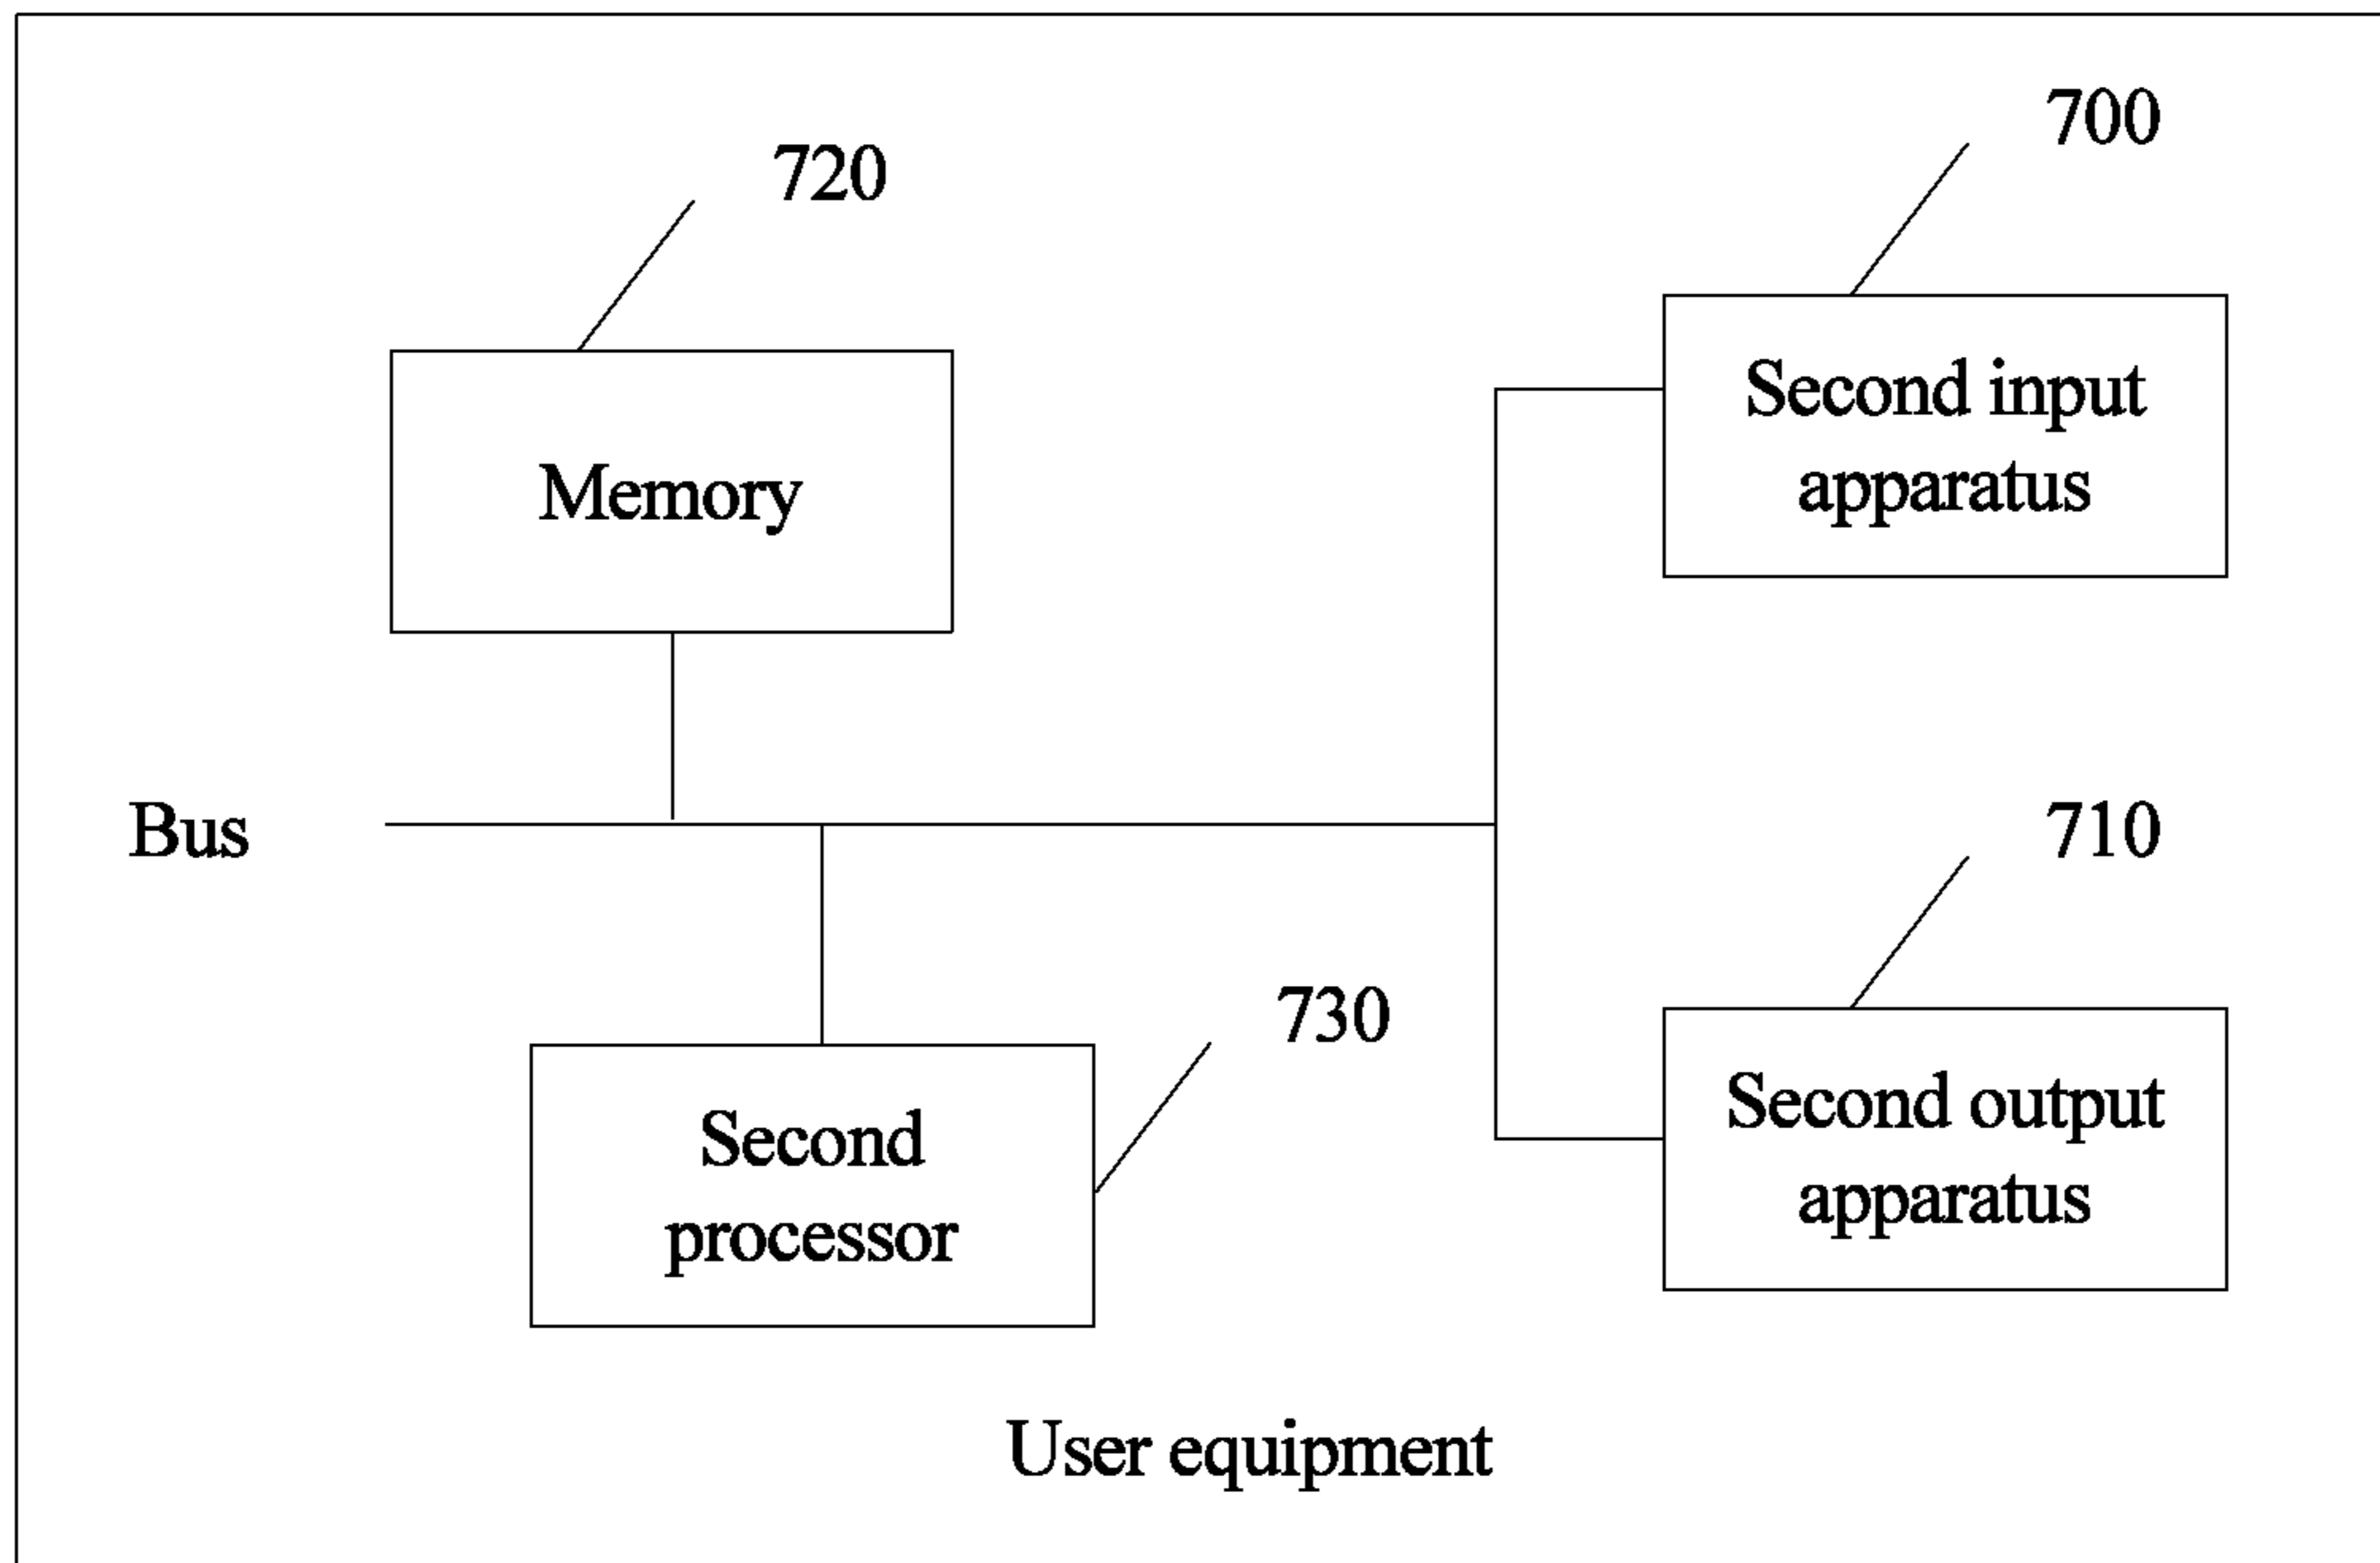 700
720
Second input
apparatus
Memory
Bus
710
730
Second output
apparatus
Second
processor
User equipment